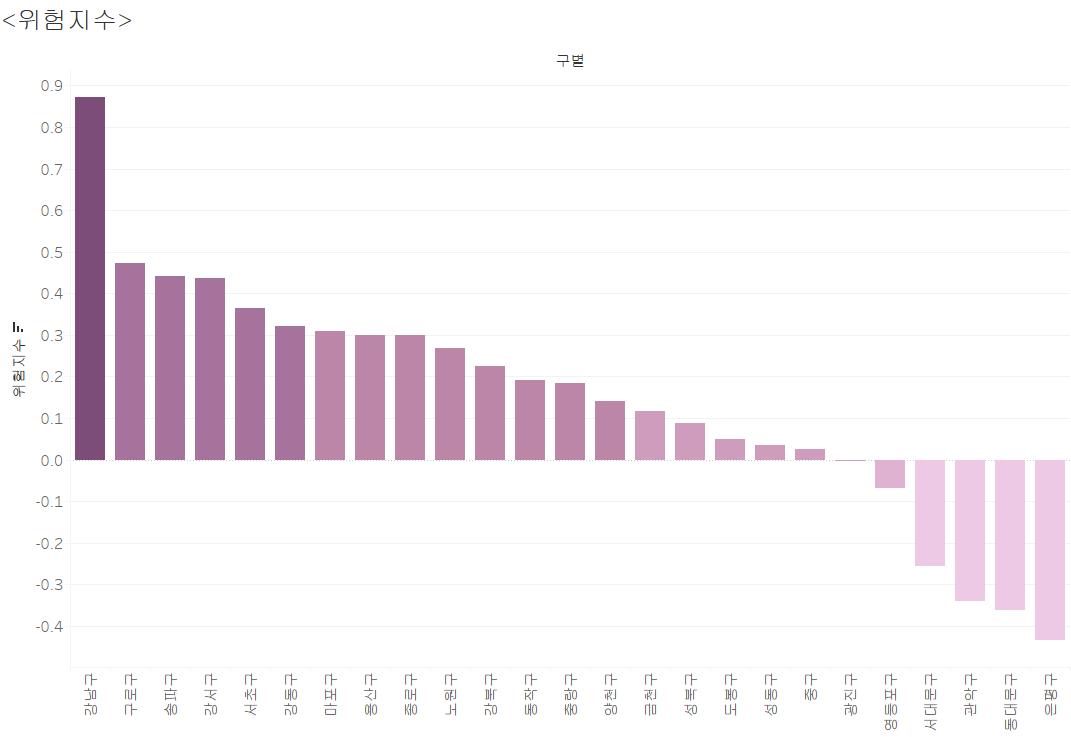 <위험지수>
구별
0.9
0.8
0.7
0.6
0.5
0.4
0.3
0.2
0.1
0.0
-0.1
-0.2
-0.3
-0.4
위험지수
강남구
구로구
송파구
강서구
서초구
강동구
마포구
용산구
종로구
노원구
강북구
동작구
중랑구
양천구
금천구
성북구
도봉구
성동구
중구
광진구
영등포구
서대문구
관악구
동대문구
은평구